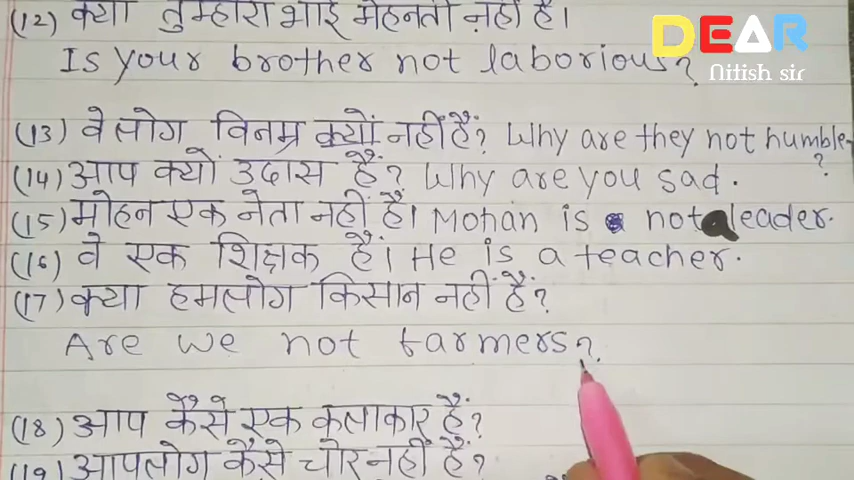 (12) क्या तुम्हारा भाई मेहनती नहीं है।
DEAR
Is your brother not laborious?
Nitish sir
(13) वे लोग विनम्र क्यों नहीं हैं? Why are they not humble
?
(14) आप क्यों उदास हैं? Why are you sad.
(15) मोहन एक नेता नहीं हैं। Mohan is not a leader.
(16) वे एक शिक्षक हैं। He is a teacher.
(17) क्या हमलोग किसान नहीं हैं?
Are we not farmers?
(18) आप कैसे एक कलाकार हैं?
(19) आपलोग कैसे चोर नहीं हैं?